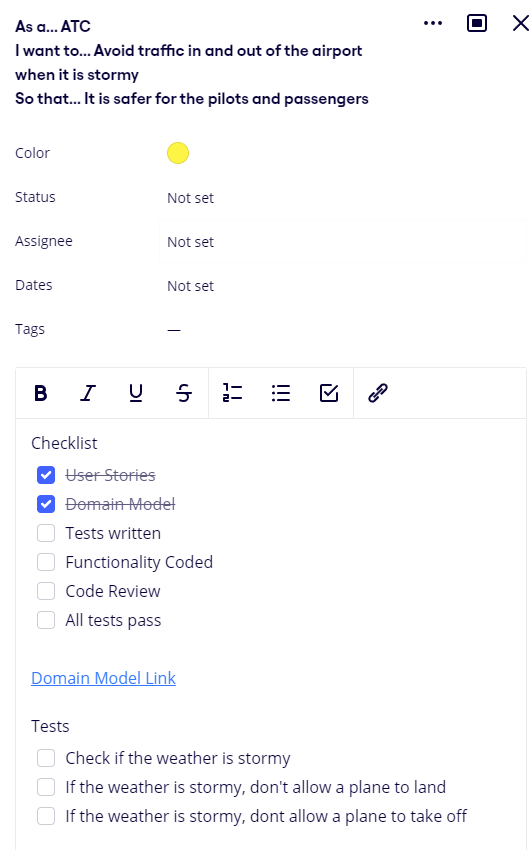 As a... ATC
I want to... Avoid traffic in and out of the airport
when it is stormy
So that... It is safer for the pilots and passengers
Color
Status Not set
Assignee Not set
Dates Not set
Tags —
B I U S
Checklist
User Stories
Domain Model
Tests written
Functionality Coded
Code Review
All tests pass
Domain Model Link
Tests
Check if the weather is stormy
If the weather is stormy, don't allow a plane to land
If the weather is stormy, dont allow a plane to take off